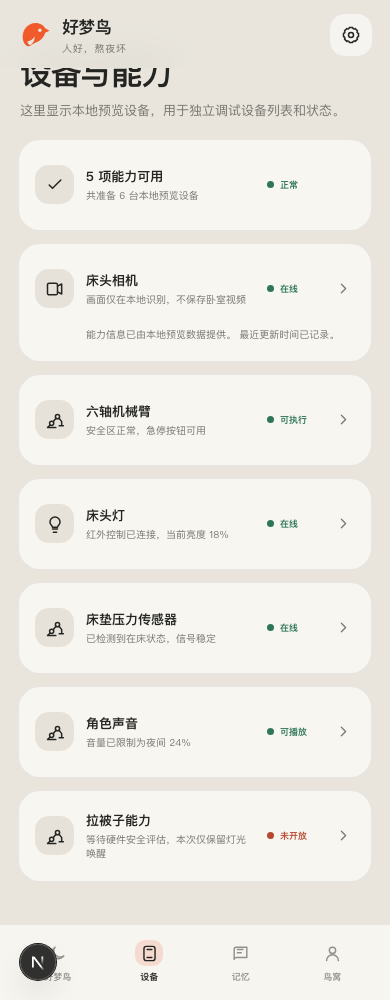 好梦鸟
人好，熬夜坏
设备与能力
这里显示本地预览设备，用于独立调试设备列表和状态。
5 项能力可用
共准备 6 台本地预览设备
正常
床头相机
画面仅在本地识别，不保存卧室视频
在线
能力信息已由本地预览数据提供。 最近更新时间已记录。
六轴机械臂
安全区正常，急停按钮可用
可执行
床头灯
红外控制已连接，当前亮度 18%
在线
床垫压力传感器
已检测到在床状态，信号稳定
在线
角色声音
音量已限制为夜间 24%
可播放
拉被子能力
等待硬件安全评估，本次仅保留灯光
唤醒
未开放
N
好梦鸟
设备
记忆
鸟窝